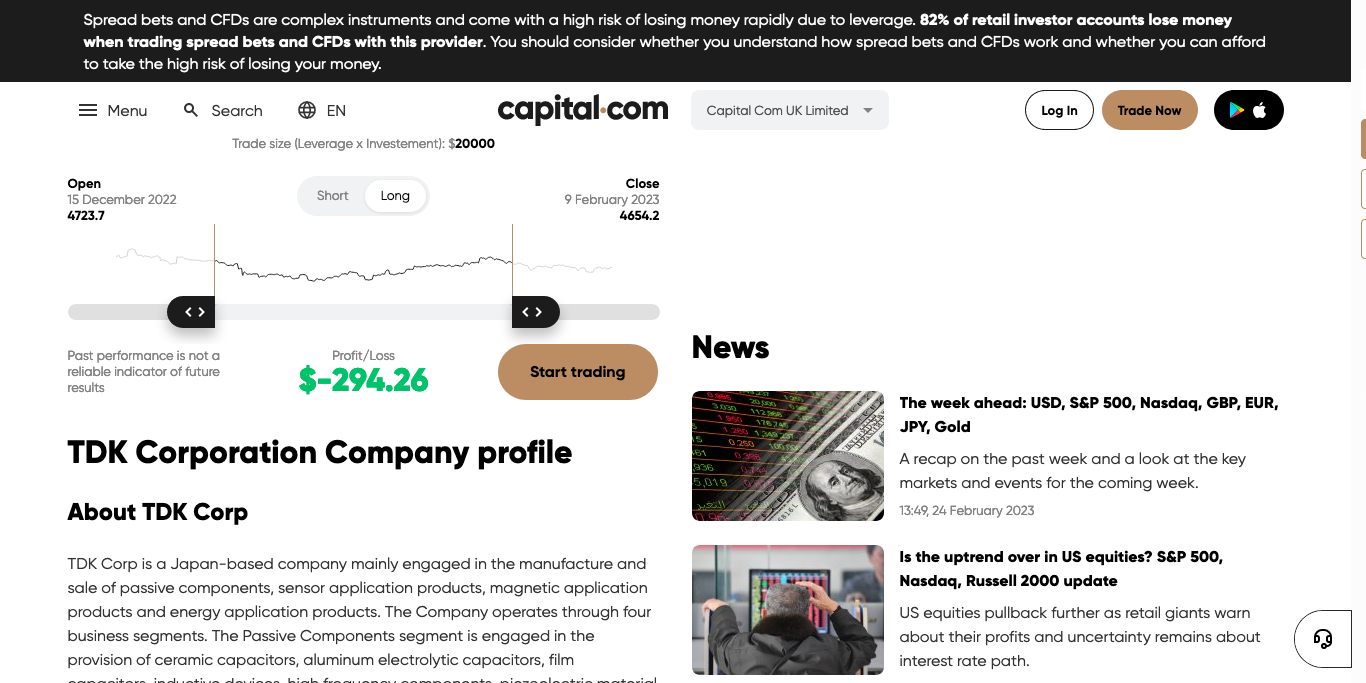 Spread bets and CFDs are complex instruments and come with a high risk of losing money rapidly due to leverage. 82% of retail investor accounts lose money
when trading spread bets and CFDs with this provider. You should consider whether you understand how spread bets and CFDs work and whether you can afford
to take the high risk of losing your money.
Menu
Search
EN
capital.com
Capital Com UK Limited
Log In
Trade Now
Trade size (Leverage x Investement): $20000
Open
15 December 2022
4723.7
Short
Long
Close
9 February 2023
4654.2
Past performance is not a
reliable indicator of future
results
Profit/Loss
$-294.26
Start trading
TDK Corporation Company profile
About TDK Corp
TDK Corp is a Japan-based company mainly engaged in the manufacture and
sale of passive components, sensor application products, magnetic application
products and energy application products. The Company operates through four
business segments. The Passive Components segment is engaged in the
provision of ceramic capacitors, aluminum electrolytic capacitors, film
capacitors, inductive devices, high frequency components, piezoelectric material
News
The week ahead: USD, S&P 500, Nasdaq, GBP, EUR,
JPY, Gold
A recap on the past week and a look at the key
markets and events for the coming week.
13:49, 24 February 2023
Is the uptrend over in US equities? S&P 500,
Nasdaq, Russell 2000 update
US equities pullback further as retail giants warn
about their profits and uncertainty remains about
interest rate path.